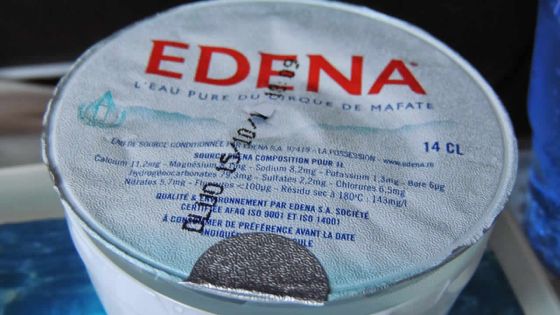 EDENA
L'EAU PURE DU CIRQUE DE MAFATE
14 CL
EAU DE SOURCE CONDITIONNÉE PAR EDENA S.A. 97419 - LA POSSESSION - www.edena.re
SOURCE EDENA COMPOSITION POUR 1L
Calcium 11,2mg - Magnésium - Sodium 8,2mg - Potassium 1,3mg - Bore 6µg
hydrogénocarbonates - Sulfates 2,2mg - Chlorures 6,5mg
Nitrates 5,7mg - <100µg - Résidu sec à 180°C : 143mg/l
QUALITÉ & ENVIRONNEMENT PAR EDENA S.A. SOCIÉTÉ
CERTIFIÉE AFAQ ISO 9001 ET ISO 14001
À CONSOMMER DE PRÉFÉRENCE AVANT LA DATE
INDIQUÉE